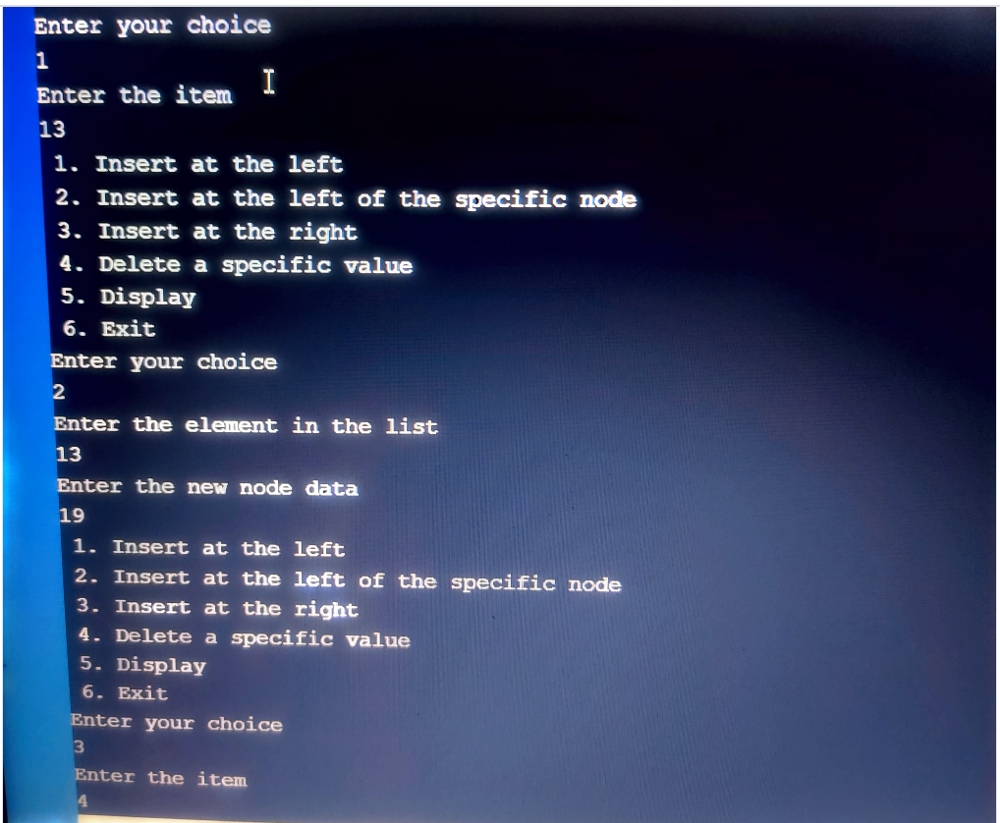 Enter your choice
1
Enter the item
13
1. Insert at the left
2. Insert at the left of the specific node
3. Insert at the right
4. Delete a specific value
5. Display
6. Exit
Enter your choice
2
Enter the element in the list
13
Enter the new node data
19
1. Insert at the left
2. Insert at the left of the specific node
3. Insert at the right
4. Delete a specific value
5. Display
6. Exit
Enter your choice
3
Enter the item
4